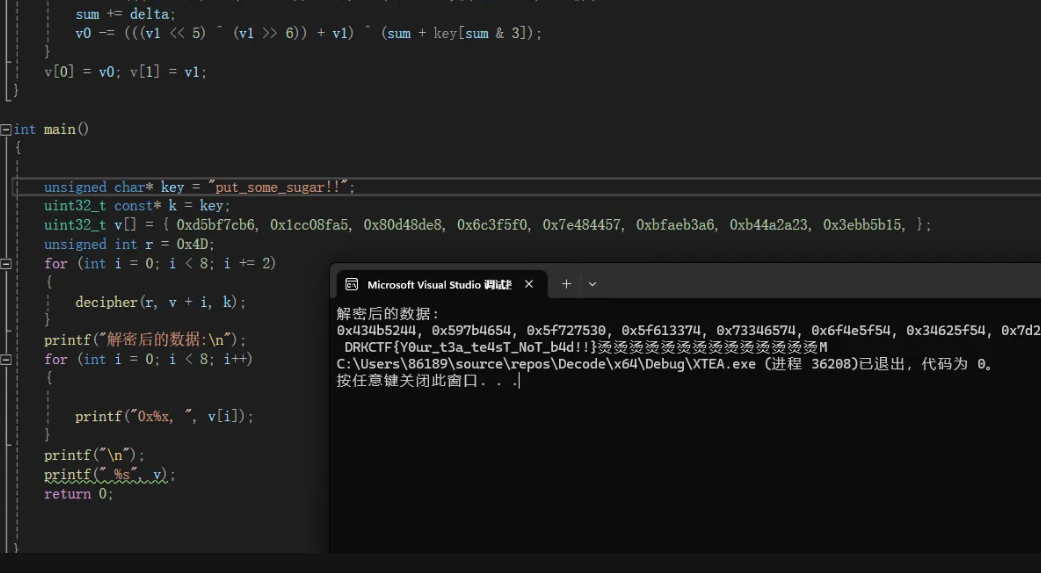 sum += delta;
v0 -= (((v1 << 5) ^ (v1 >> 6)) + v1) ^ (sum + key[sum & 3]);
}
v[0] = v0; v[1] = v1;
}
int main()
{
unsigned char* key = "put_some_sugar!!";
uint32_t const* k = key;
uint32_t v[] = { 0xd5bf7cb6, 0x1cc08fa5, 0x80d48de8, 0x6c3f5f0, 0x7e484457, 0xbfaeb3a6, 0xb44a2a23, 0x3ebb5b15, };
unsigned int r = 0x4D;
for (int i = 0; i < 8; i += 2)
{
decipher(r, v + i, k);
}
printf("解密后的数据:\n");
for (int i = 0; i < 8; i++)
{
printf("0x%x, ", v[i]);
}
printf("\n");
printf(" %s", v);
return 0;
}
Microsoft Visual Studio 调试
解密后的数据:
0x434b5244, 0x597b4654, 0x5f727530, 0x5f613374, 0x73346574, 0x6f4e5f54, 0x34625f54, 0x7d2
DRKCTF{Y0ur_t3a_te4sT_NoT_b4d!!}烫烫烫烫烫烫烫烫烫烫烫烫烫烫M
C:\Users\86189\source\repos\Decode\x64\Debug\XTEA.exe (进程 36208)已退出，代码为 0。
按任意键关闭此窗口. . .